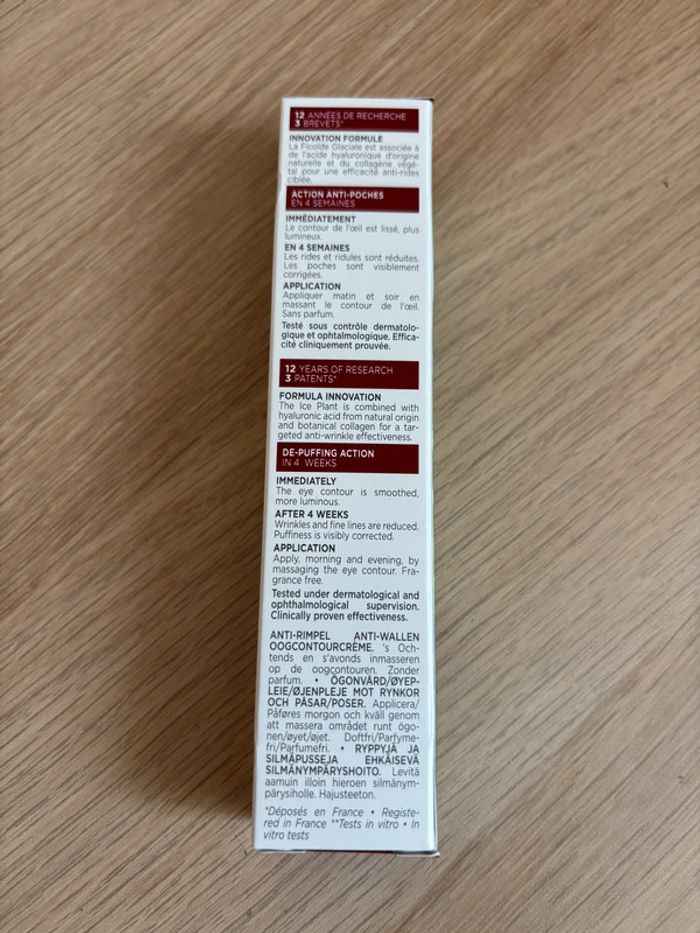 12 ANNÉES DE RECHERCHE
3 BREVETS*
INNOVATION FORMULE
La Ficoïde Glaciale est associée à
de l'acide hyaluronique d'origine
naturelle et du collagène végé-
tal pour une efficacité anti-rides
ciblée.
ACTION ANTI-POCHES
EN 4 SEMAINES
IMMÉDIATEMENT
Le contour de l'œil est lissé, plus
lumineux.
EN 4 SEMAINES
Les rides et ridules sont réduites.
Les poches sont visiblement
corrigées.
APPLICATION
Appliquer matin et soir en
massant le contour de l'œil.
Sans parfum.
Testé sous contrôle dermatolo-
gique et ophtalmologique. Effica-
cité cliniquement prouvée.
12 YEARS OF RESEARCH
3 PATENTS*
FORMULA INNOVATION
The Ice Plant is combined with
hyaluronic acid from natural origin
and botanical collagen for a tar-
geted anti-wrinkle effectiveness.
DE-PUFFING ACTION
IN 4 WEEKS
IMMEDIATELY
The eye contour is smoothed,
more luminous.
AFTER 4 WEEKS
Wrinkles and fine lines are reduced.
Puffiness is visibly corrected.
APPLICATION
Apply, morning and evening, by
massaging the eye contour. Fra-
grance free.
Tested under dermatological and
ophthalmological supervision.
Clinically proven effectiveness.
ANTI-RIMPEL ANTI-WALLEN
OOGCONTOURCRÈME. 's Och-
tends en s'avonds inmasseren
op de oogcontouren. Zonder
parfum. • ÖGONVÅRD/ØYEP-
LEIE/ØJENPLEJE MOT RYNKOR
OCH PÅSAR/POSER. Applicera/
Påføres morgon och kväll genom
att massera området runt ögo-
nen/øyet/øjet. Doftfri/Parfyme-
fri/Parfumefri. • RYPPYJÄ JA
SILMÄPUSSEJA EHKÄISEVÄ
SILMÄNYMPÄRYSHOITO. Levitä
aamuin illoin hieroen silmänym-
pärysiholle. Hajusteeton.
*Déposés en France • Registe-
red in France **Tests in vitro • In
vitro tests